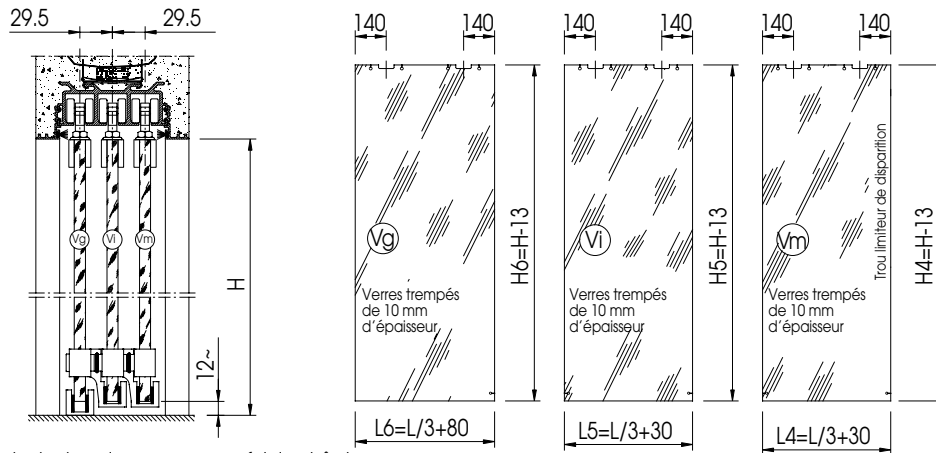 29.5 29.5
140 140 140 140 140 140
Vg Vi Vm
H
12~
Vg
Verres trempés
de 10 mm
d'épaisseur
H6=H-13
L6=L/3+80
Vi
Verres trempés
de 10 mm
d'épaisseur
H5=H-13
L5=L/3+30
Vm
Trou limiteur de disparition
Verres trempés
de 10 mm
d'épaisseur
H4=H-13
L4=L/3+30